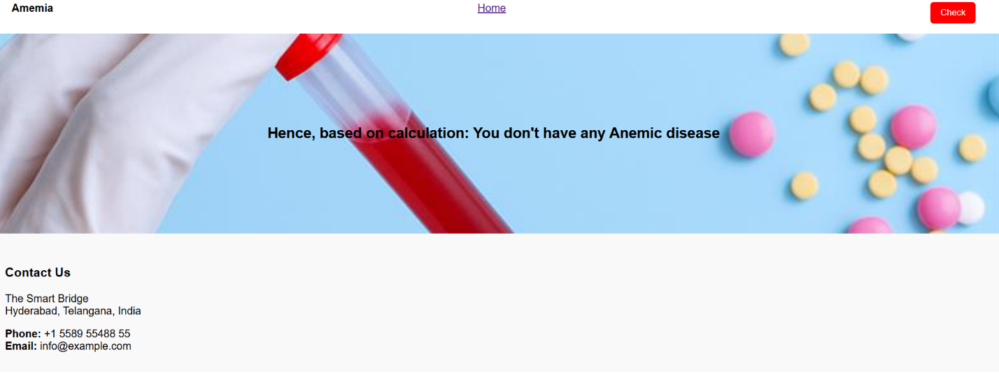 Amemia
Home
Check
Hence, based on calculation: You don't have any Anemic disease
Contact Us
The Smart Bridge
Hyderabad, Telangana, India
Phone: +1 5589 55488 55
Email: info@example.com